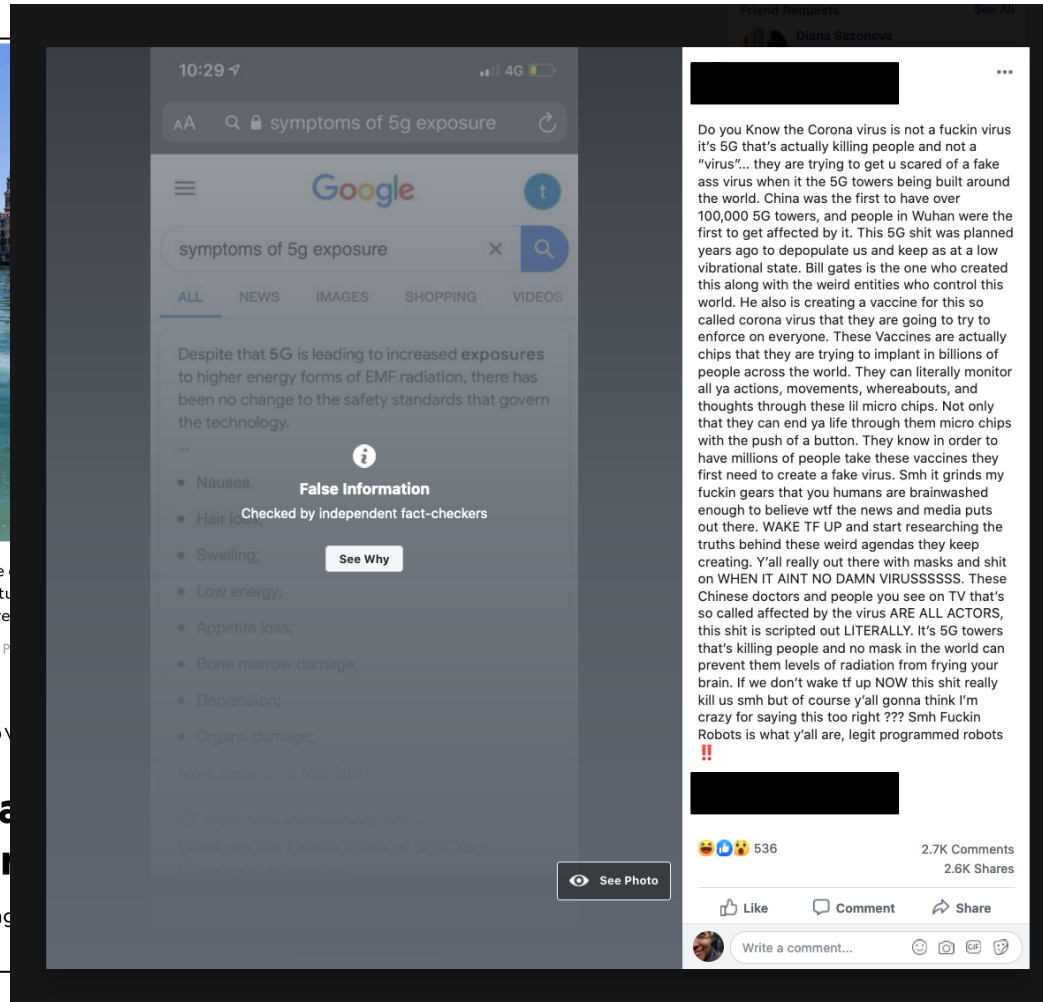 Friend Requests
See All
Diana Sazonova
10:29
4G
AA
symptoms of 5g exposure
Google
t
symptoms of 5g exposure
ALL NEWS IMAGES SHOPPING VIDEOS
Despite that 5G is leading to increased exposures
to higher energy forms of EMF radiation, there has
been no change to the safety standards that govern
the technology.
...
• Nausea.
• Hair loss;
• Swelling;
• Low energy;
• Appetite loss;
• Bone marrow damage;
• Depression;
• Organs damage;
More items... • 3 Mar 2020
What are the Health Risks of 5G? Your
False Information
Checked by independent fact-checkers
See Why
See Photo
Do you Know the Corona virus is not a fuckin virus
it's 5G that's actually killing people and not a
“virus”... they are trying to get u scared of a fake
ass virus when it the 5G towers being built around
the world. China was the first to have over
100,000 5G towers, and people in Wuhan were the
first to get affected by it. This 5G shit was planned
years ago to depopulate us and keep as at a low
vibrational state. Bill gates is the one who created
this along with the weird entities who control this
world. He also is creating a vaccine for this so
called corona virus that they are going to try to
enforce on everyone. These Vaccines are actually
chips that they are trying to implant in billions of
people across the world. They can literally monitor
all ya actions, movements, whereabouts, and
thoughts through these lil micro chips. Not only
that they can end ya life through them micro chips
with the push of a button. They know in order to
have millions of people take these vaccines they
first need to create a fake virus. Smh it grinds my
fuckin gears that you humans are brainwashed
enough to believe wtf the news and media puts
out there. WAKE TF UP and start researching the
truths behind these weird agendas they keep
creating. Y'all really out there with masks and shit
on WHEN IT AINT NO DAMN VIRUSSSSSS. These
Chinese doctors and people you see on TV that's
so called affected by the virus ARE ALL ACTORS,
this shit is scripted out LITERALLY. It's 5G towers
that's killing people and no mask in the world can
prevent them levels of radiation from frying your
brain. If we don't wake tf up NOW this shit really
kill us smh but of course y'all gonna think I'm
crazy for saying this too right ??? Smh Fuckin
Robots is what y'all are, legit programmed robots
‼️
536
2.7K Comments
2.6K Shares
Like Comment Share
Write a comment...
GIF